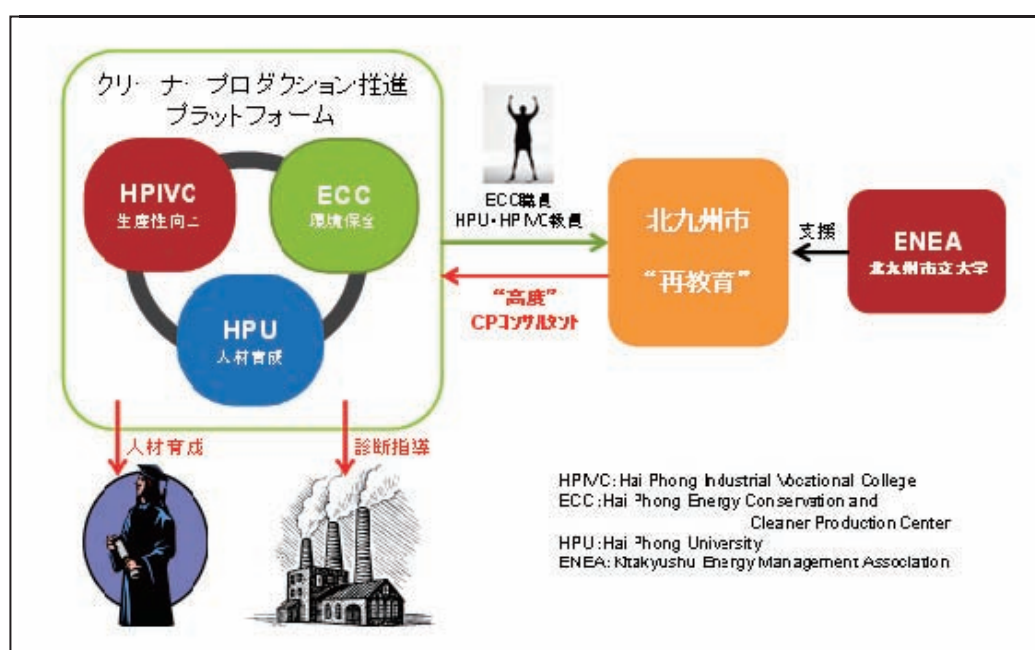 クリーナープロダクション推進
プラットフォーム
HPIVC
生産性向上
ECC
環境保全
HPU
人材育成
ECC職員
HPU・HPIVC教員
“高度”
CPコンサルタント
北九州市
“再教育”
支援
ENEA
北九州市立大学
人材育成
診断指導
HPIVC:Hai Phong Industrial Vocational College
ECC:Hai Phong Energy Conservation and
Cleaner Production Center
HPU:Hai Phong University
ENEA:Kitakyushu Energy Management Association